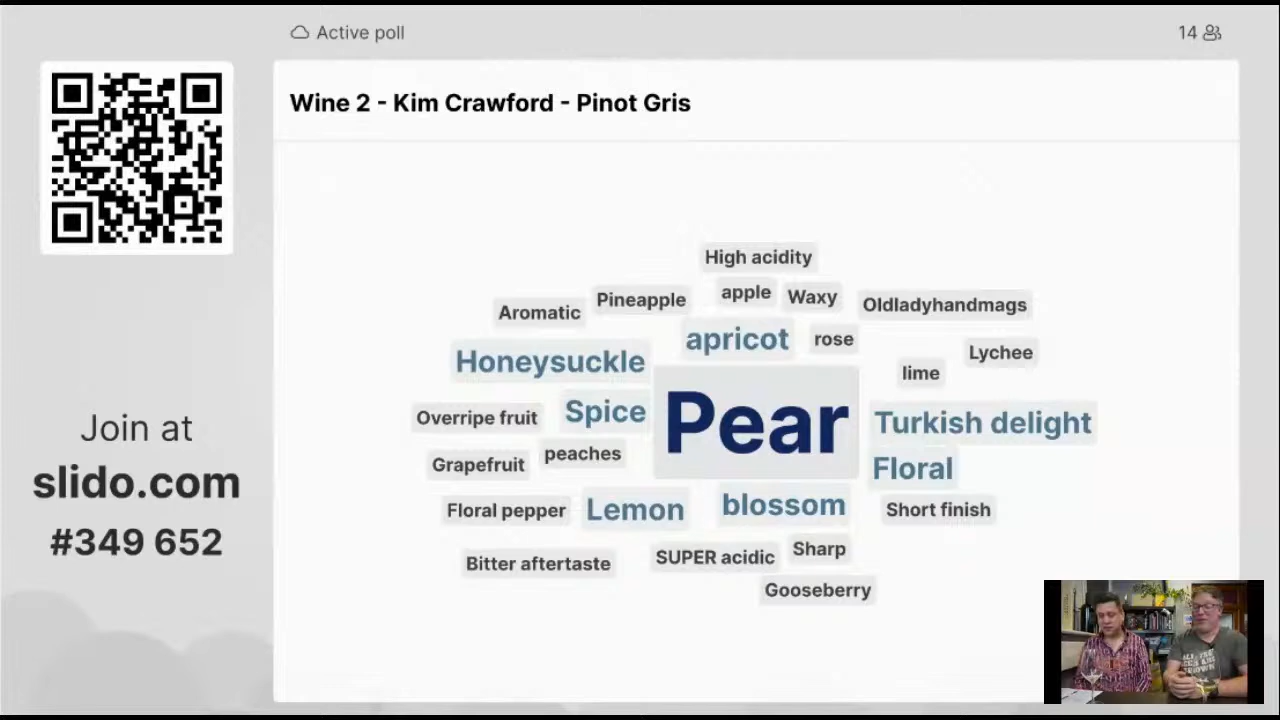 Active poll
14
Wine 2 - Kim Crawford - Pinot Gris
High acidity
Aromatic
Pineapple
apple
Waxy
Oldladyhandmags
Honeysuckle
apricot
rose
lime
Lychee
Overripe fruit
Spice
Pear
Turkish delight
Grapefruit
peaches
Floral
Floral pepper
Lemon
blossom
Short finish
Bitter aftertaste
SUPER acidic
Sharp
Gooseberry
Join at
slido.com
#349 652